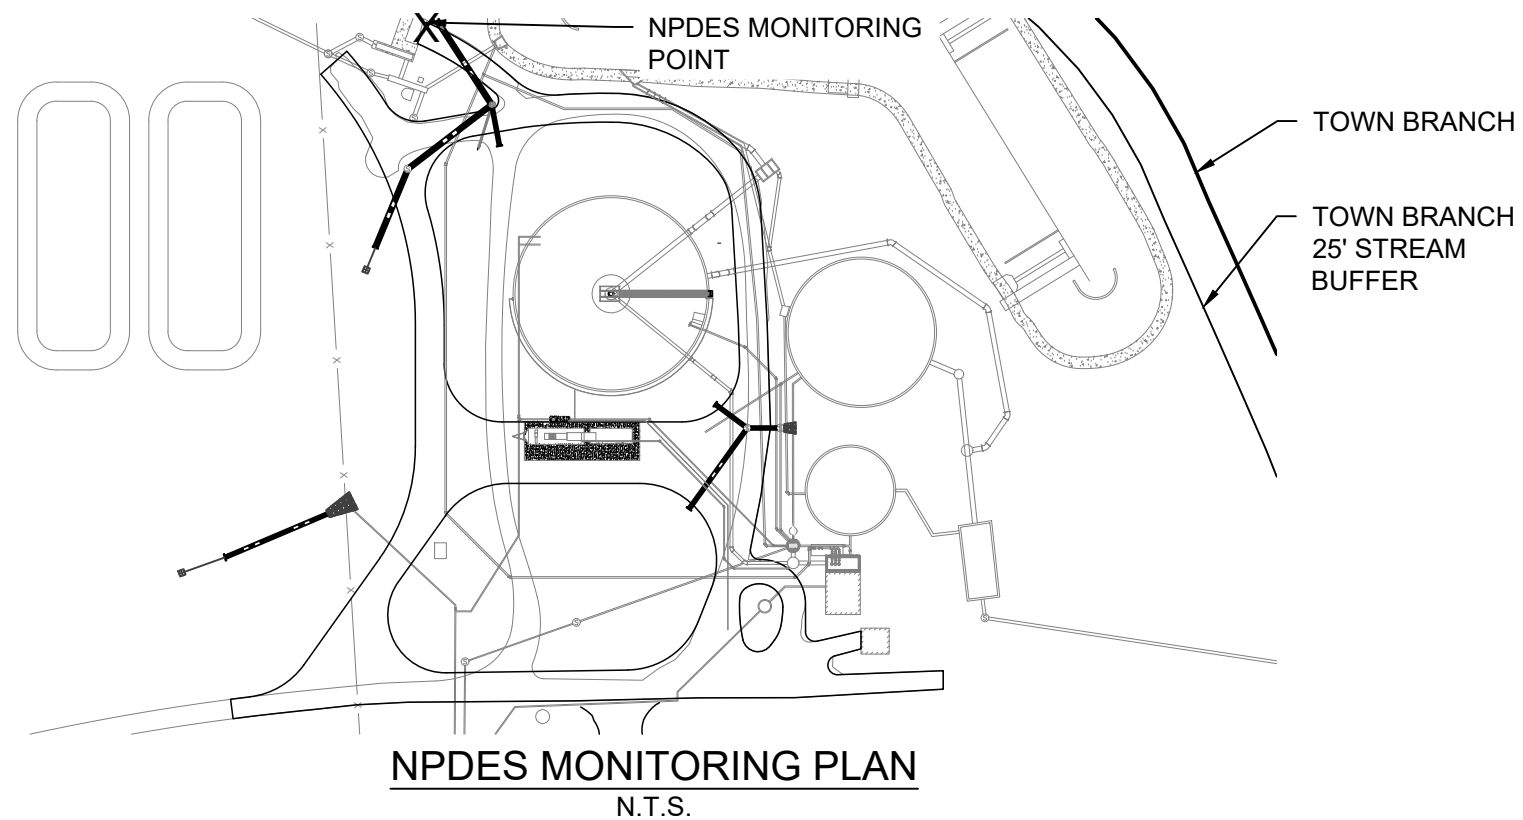 NPDES MONITORING
POINT
TOWN BRANCH
TOWN BRANCH
25' STREAM
BUFFER
X
X
X
X
X
X
S
S
S
S
S
S
NPDES MONITORING PLAN
N.T.S.